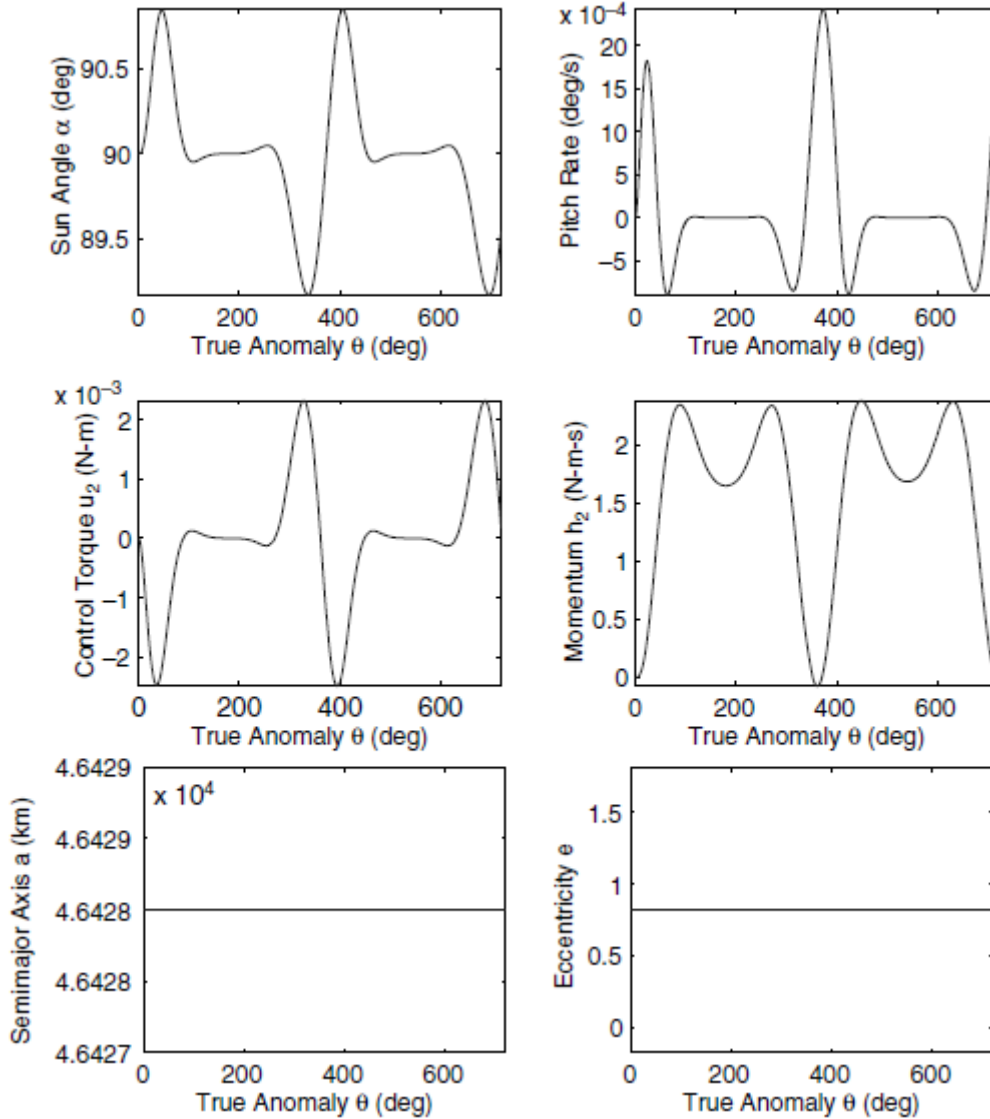 x 10⁻⁴
90.5
90
89.5
Sun Angle α (deg)
0 200 400 600
True Anomaly θ (deg)
20
15
10
5
0
−5
Pitch Rate (deg/s)
0 200 400 600
True Anomaly θ (deg)
x 10⁻³
2
1
0
−1
−2
Control Torque u₂ (N-m)
0 200 400 600
True Anomaly θ (deg)
2
1.5
1
0.5
0
Momentum h₂ (N-m-s)
0 200 400 600
True Anomaly θ (deg)
x 10⁴
4.6429
4.6429
4.6428
4.6428
4.6427
Semimajor Axis a (km)
0 200 400 600
True Anomaly θ (deg)
1.5
1
0.5
0
Eccentricity e
0 200 400 600
True Anomaly θ (deg)